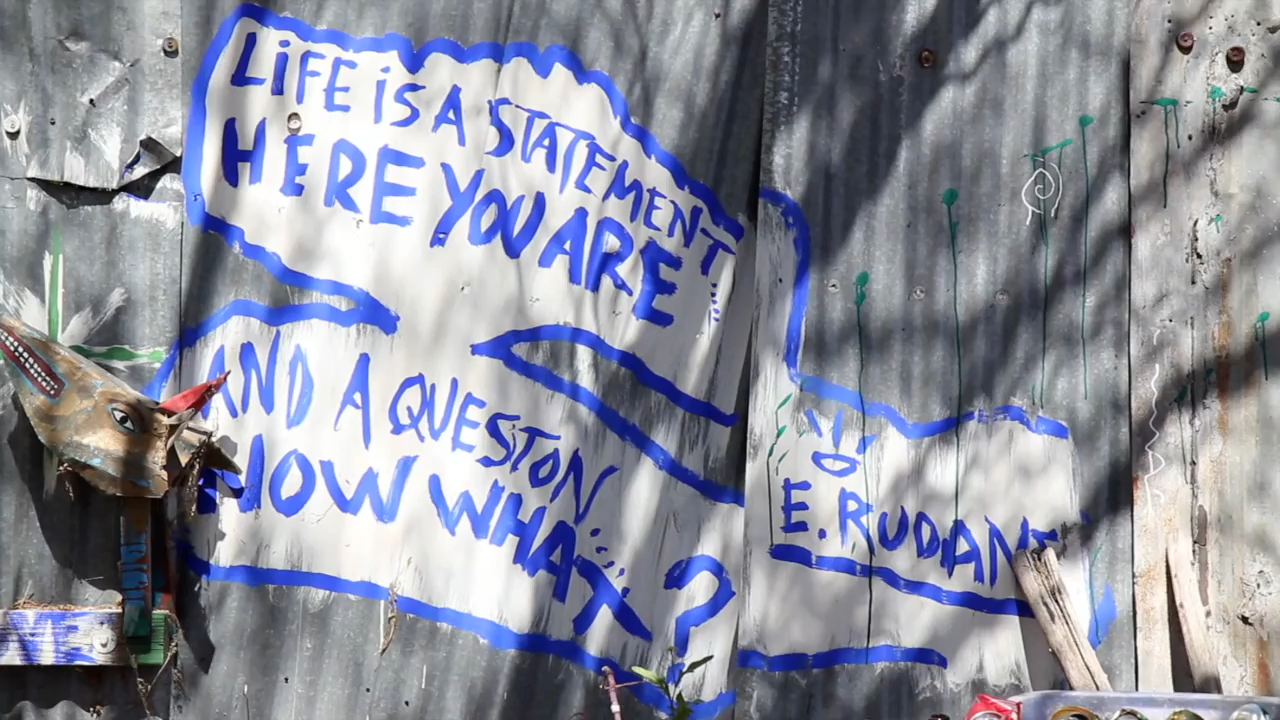 LiFE iS A STATEMENT
HERE YOU ARE
AND A QUESTON
NOW WHAT ?
E. RUDAN